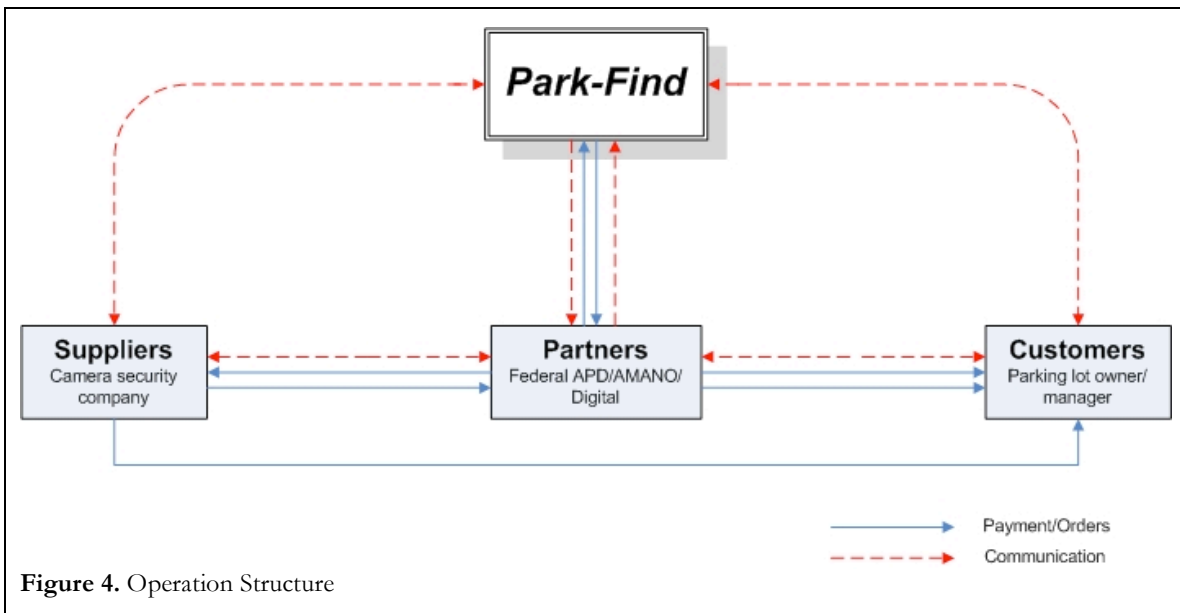 Park-Find
Suppliers
Camera security
company
Partners
Federal APD/AMANO/
Digital
Customers
Parking lot owner/
manager
Payment/Orders
Communication
Figure 4. Operation Structure